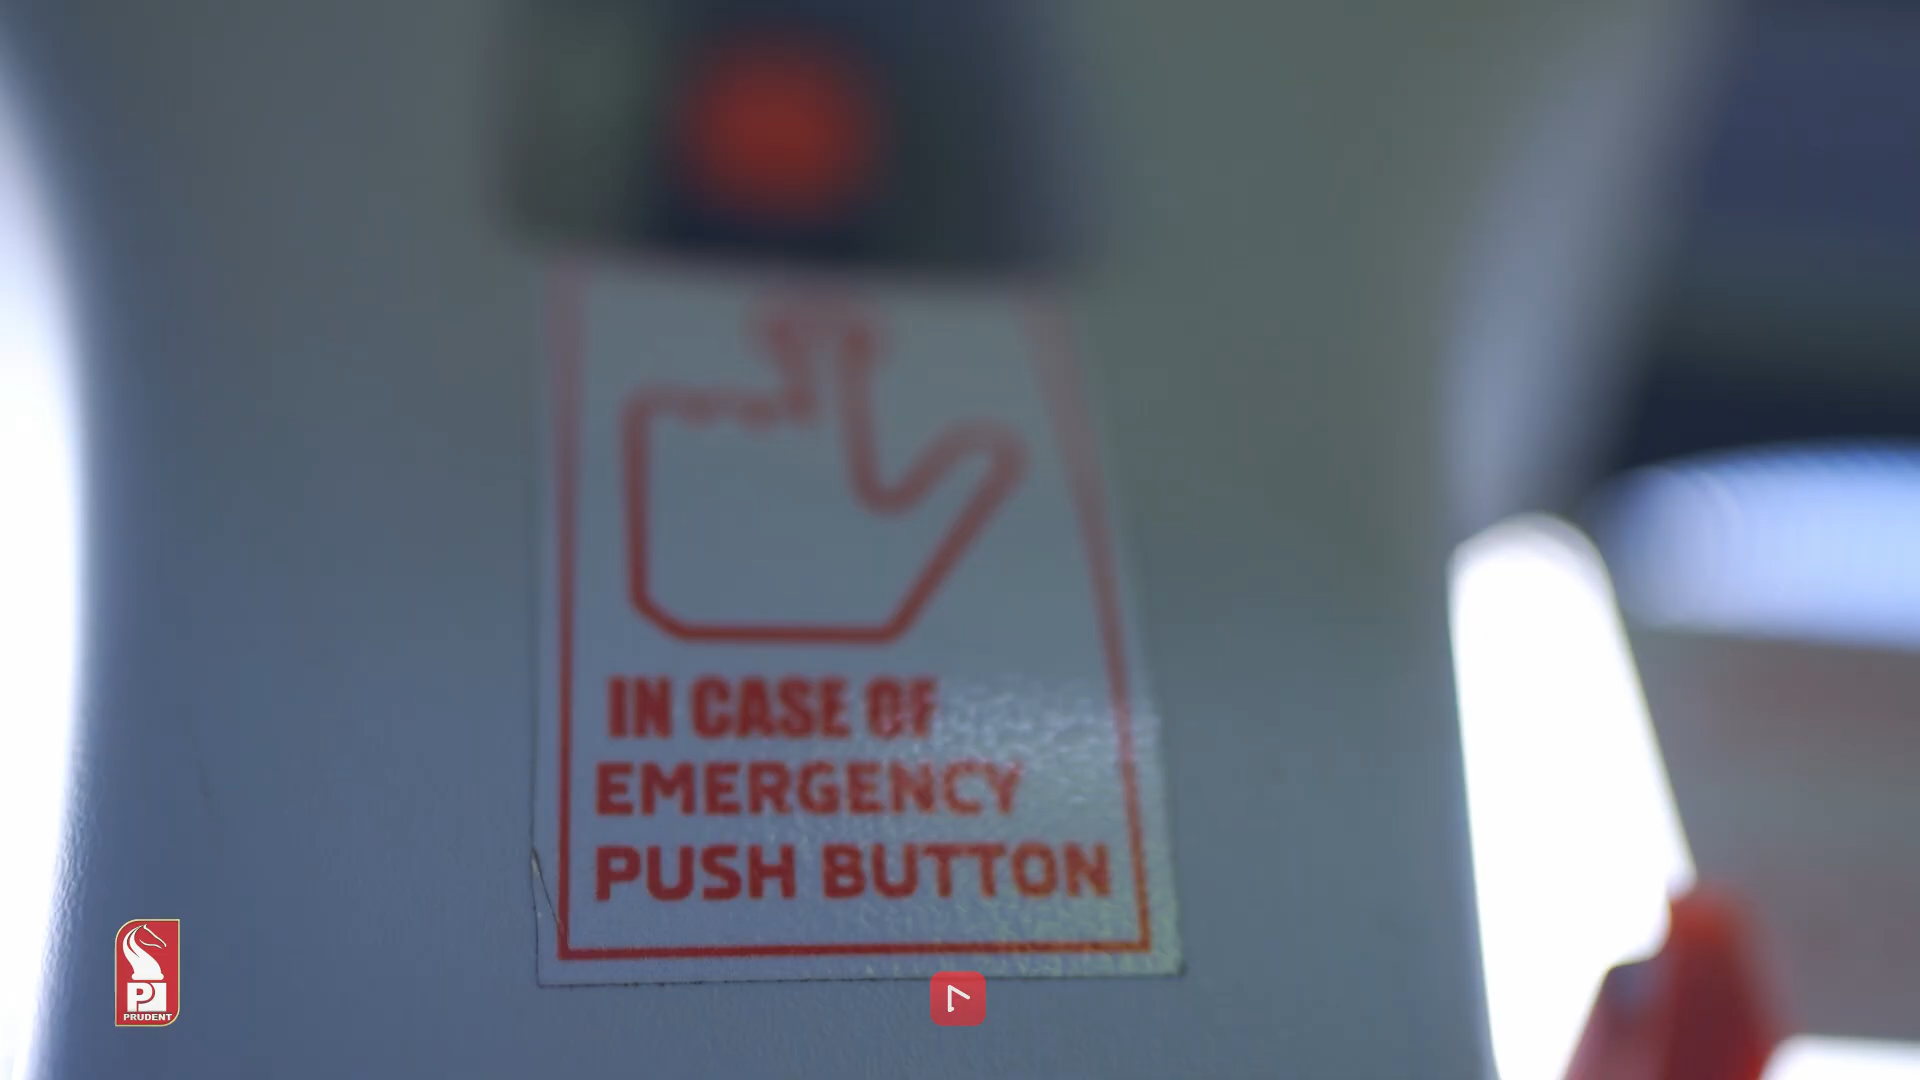 IN CASE OF
EMERGENCY
PUSH BUTTON
P
PRUDENT